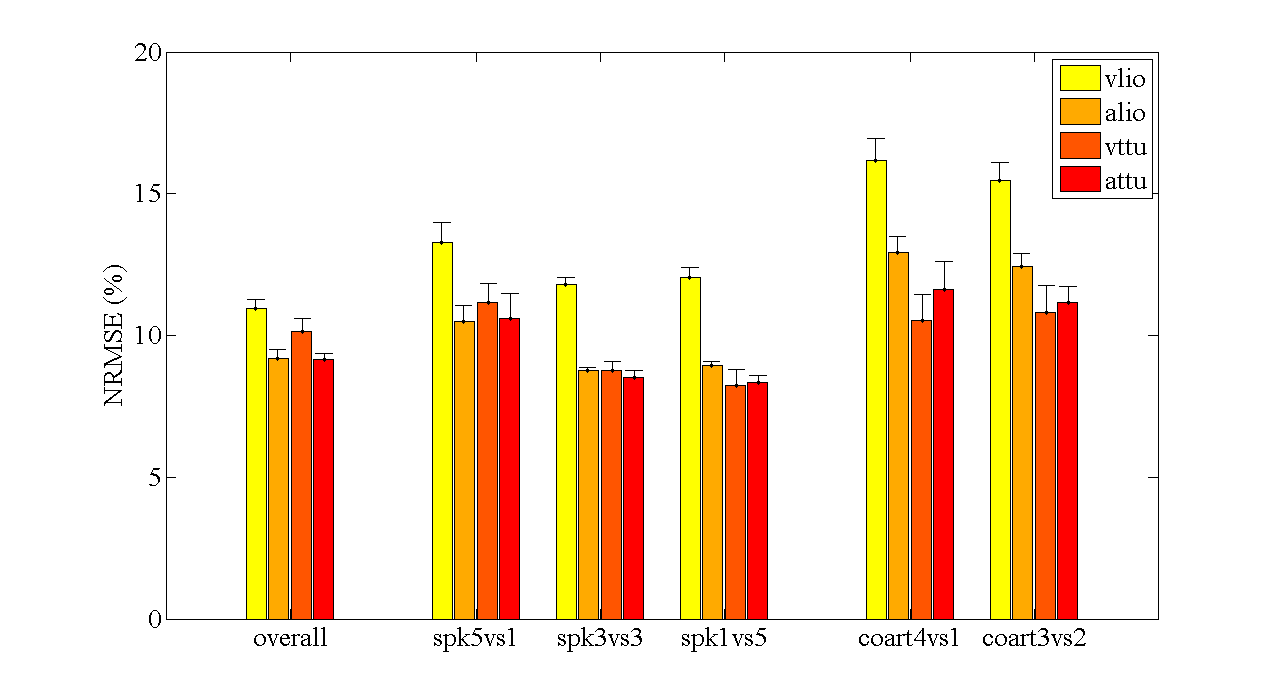 20
15
10
5
0
NRMSE (%)
vlio
alio
vttu
attu
overall spk5vs1 spk3vs3 spk1vs5 coart4vs1 coart3vs2